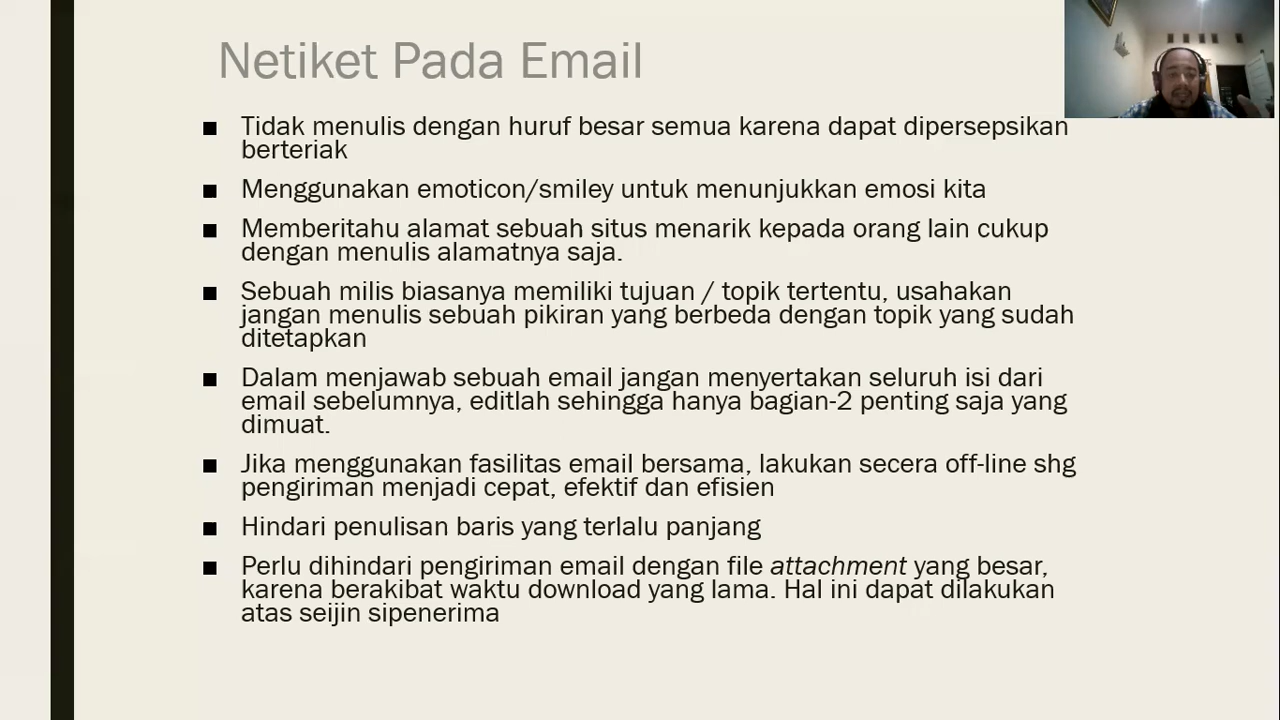 Netiket Pada Email
■ Tidak menulis dengan huruf besar semua karena dapat dipersepsikan
berteriak
■ Menggunakan emoticon/smiley untuk menunjukkan emosi kita
■ Memberitahu alamat sebuah situs menarik kepada orang lain cukup
dengan menulis alamatnya saja.
■ Sebuah milis biasanya memiliki tujuan / topik tertentu, usahakan
jangan menulis sebuah pikiran yang berbeda dengan topik yang sudah
ditetapkan
■ Dalam menjawab sebuah email jangan menyertakan seluruh isi dari
email sebelumnya, editlah sehingga hanya bagian-2 penting saja yang
dimuat.
■ Jika menggunakan fasilitas email bersama, lakukan secera off-line shg
pengiriman menjadi cepat, efektif dan efisien
■ Hindari penulisan baris yang terlalu panjang
■ Perlu dihindari pengiriman email dengan file attachment yang besar,
karena berakibat waktu download yang lama. Hal ini dapat dilakukan
atas seijin sipenerima